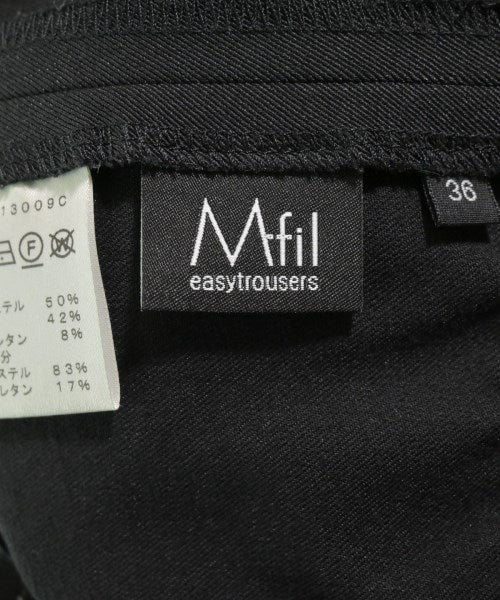 13009C
ステル 50%
42%
レタン 8%
分
ステル 83%
レタン 17%
Mfil
easytrousers
36